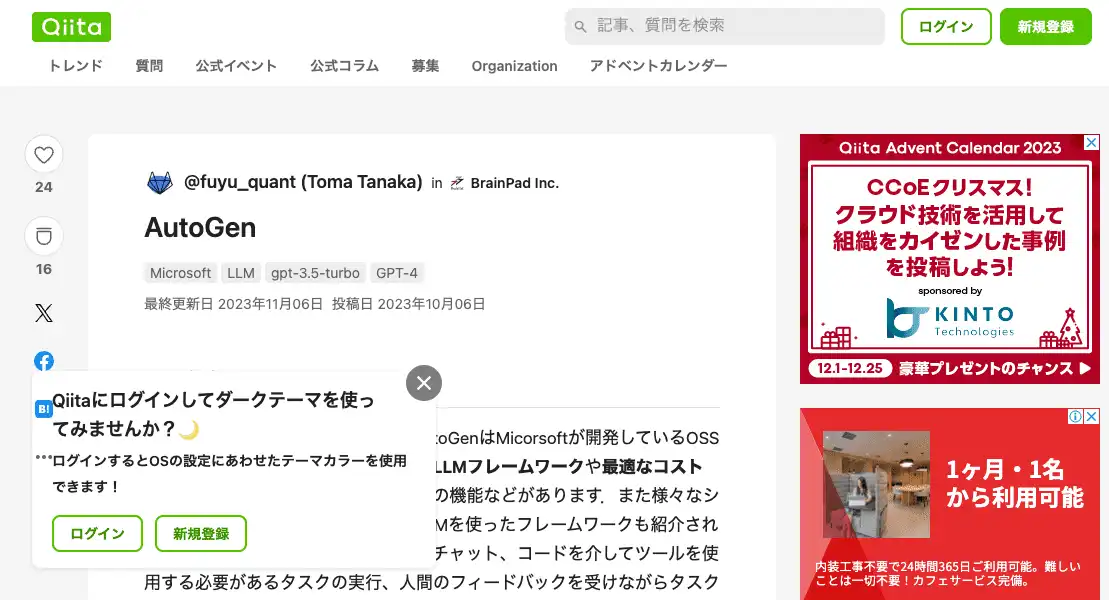 Qiita
記事、質問を検索
ログイン
新規登録
トレンド
質問
公式イベント
公式コラム
募集
Organization
アドベントカレンダー
24
16
@fuyu_quant (Toma Tanaka) in BrainPad Inc.
AutoGen
Microsoft LLM gpt-3.5-turbo GPT-4
最終更新日 2023年11月06日 投稿日 2023年10月06日
Qiitaにログインしてダークテーマを使っ
てみませんか？🌙
ログインするとOSの設定にあわせたテーマカラーを使用
できます！
ログイン
新規登録
B!
toGenはMicorsoftが開発しているOSS
LLMフレームワークや最適なコスト
の機能などがあります．また様々なシ
Mを使ったフレームワークも紹介され
チャット、コードを介してツールを使
用する必要があるタスクの実行、人間のフィードバックを受けながらタスク
Qiita Advent Calendar 2023
CCoEクリスマス！
クラウド技術を活用して
組織をカイゼンした事例
を投稿しよう！
sponsored by
KINTO
Technologies
12.1-12.25 豪華プレゼントのチャンス▶
1ヶ月・1名
から利用可能
内装工事不要で24時間365日ご利用可能。難しい
ことは一切不要！カフェサービス完備。